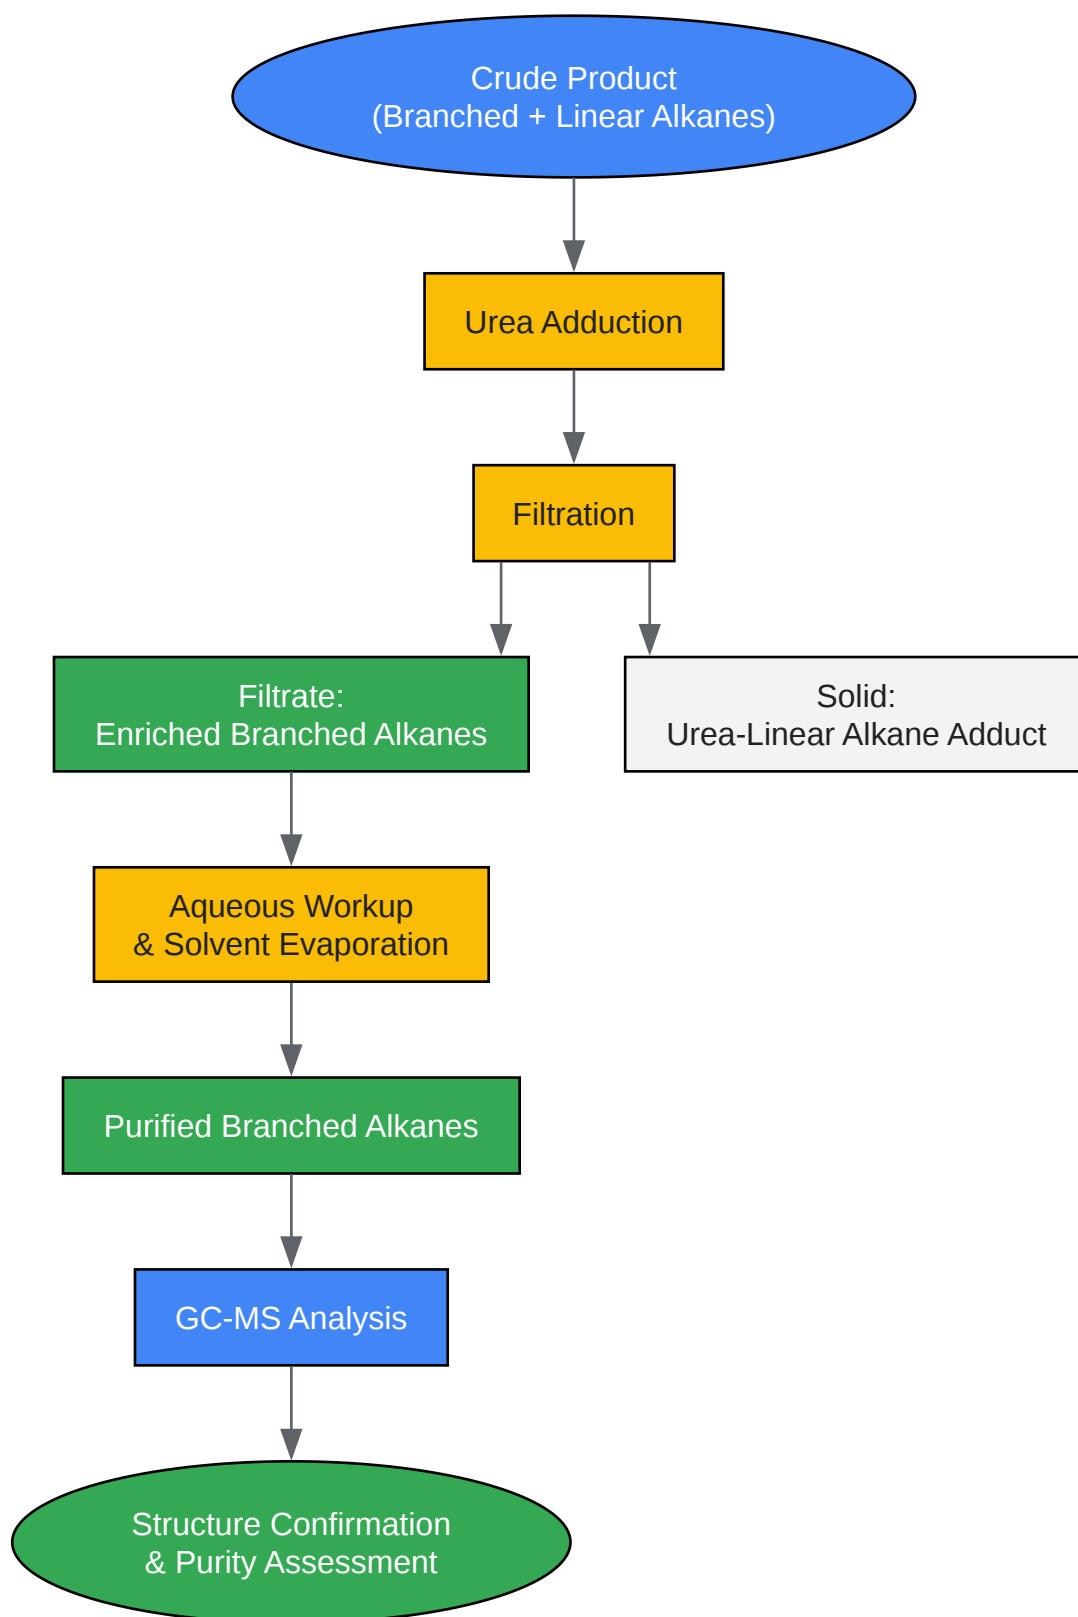 Crude Product
(Branched + Linear Alkanes)
Urea Adduction
Filtration
Filtrate:
Enriched Branched Alkanes
Solid:
Urea-Linear Alkane Adduct
Aqueous Workup
& Solvent Evaporation
Purified Branched Alkanes
GC-MS Analysis
Structure Confirmation
& Purity Assessment